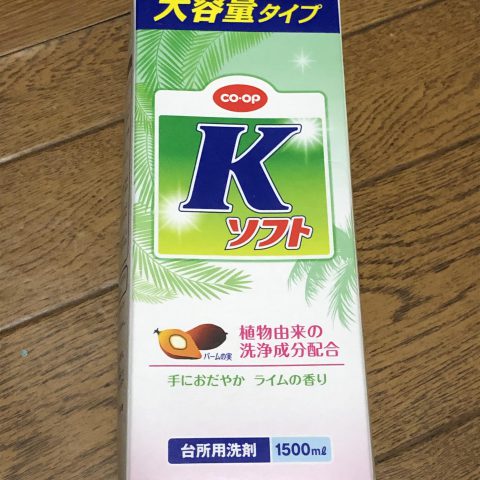 大容量タイプ
CO·OP
K
ソフト
パームの実
植物由来の
洗浄成分配合
手におだやか ライムの香り
台所用洗剤 1500mℓ